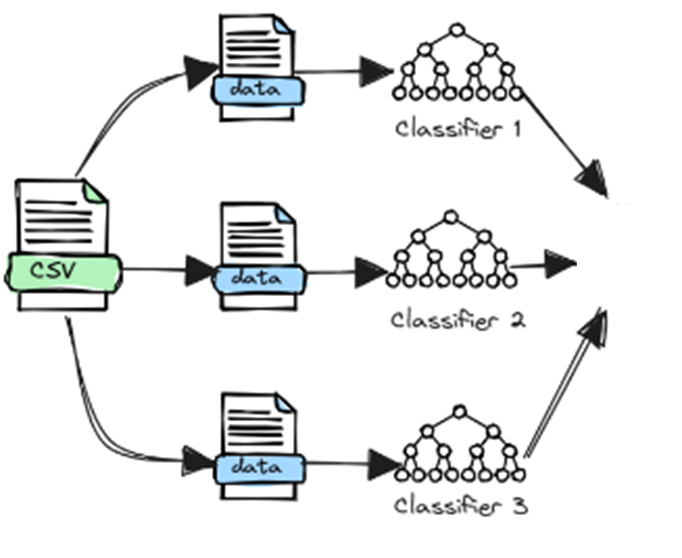 data
Classifier 1
CSV
data
Classifier 2
data
Classifier 3